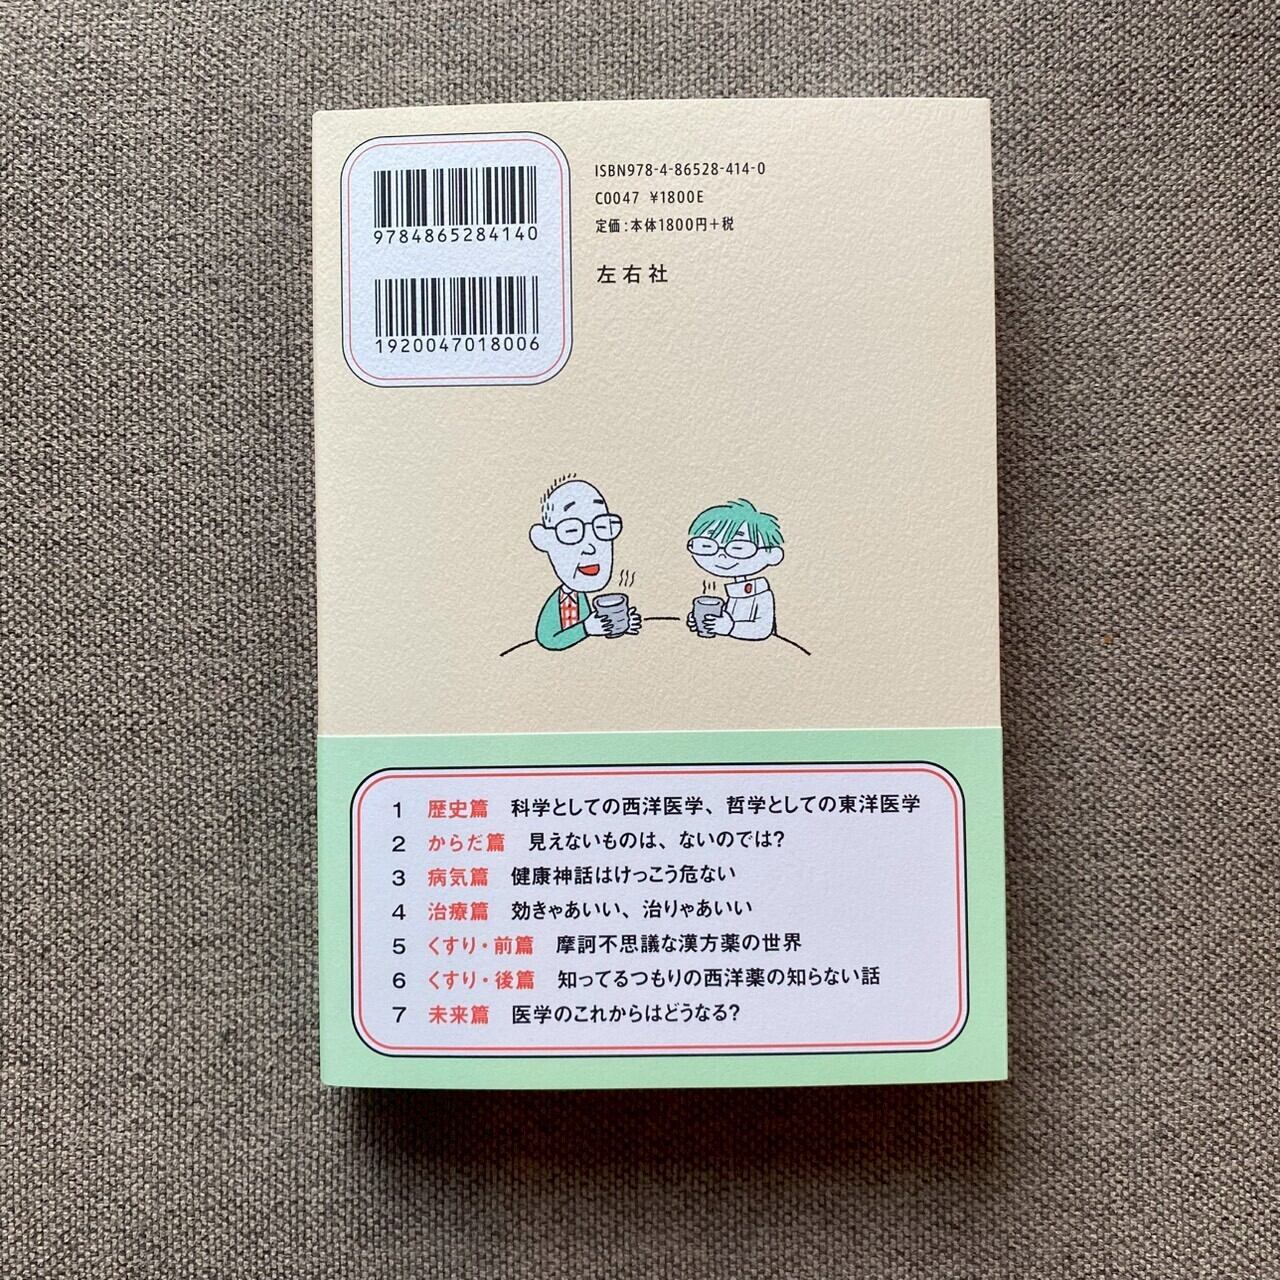 9784865284140
1920047018006
ISBN978-4-86528-414-0
C0047 ¥1800E
定価:本体1800円+税
左右社
1 歴史篇 科学としての西洋医学、哲学としての東洋医学
2 からだ篇 見えないものは、ないのでは?
3 病気篇 健康神話はけっこう危ない
4 治療篇 効きゃあいい、治りゃあいい
5 くすり・前篇 摩訶不思議な漢方薬の世界
6 くすり・後篇 知ってるつもりの西洋薬の知らない話
7 未来篇 医学のこれからはどうなる?